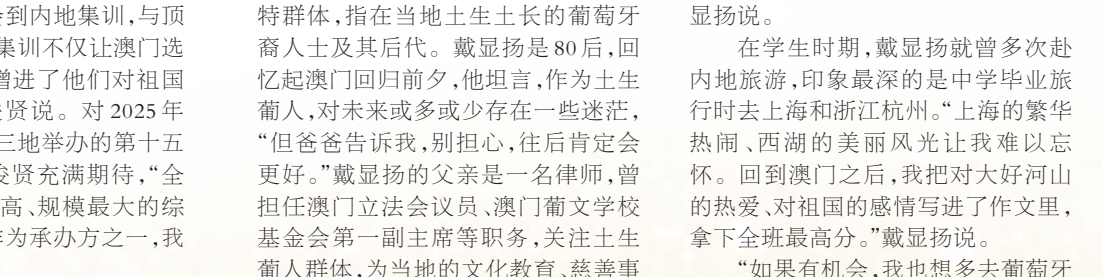 到内地集训，与顶
集训不仅让澳门选
增进了他们对祖国
贤说。对2025年
三地举办的第十五
俊贤充满期待，“全
高、规模最大的综
作为承办方之一，我
特群体，指在当地土生土长的葡萄牙
裔人士及其后代。戴显扬是80后，回
忆起澳门回归前夕，他坦言，作为土生
葡人，对未来或多或少存在一些迷茫，
“但爸爸告诉我，别担心，往后肯定会
更好。”戴显扬的父亲是一名律师，曾
担任澳门立法会议员、澳门葡文学校
基金会第一副主席等职务，关注土生
葡人群体，为当地的文化教育、慈善事
显扬说。
在学生时期，戴显扬就曾多次赴
内地旅游，印象最深的是中学毕业旅
行时去上海和浙江杭州。“上海的繁华
热闹、西湖的美丽风光让我难以忘
怀。回到澳门之后，我把对大好河山
的热爱、对祖国的感情写进了作文里，
拿下全班最高分。”戴显扬说。
“如果有机会，我也想多去葡萄牙